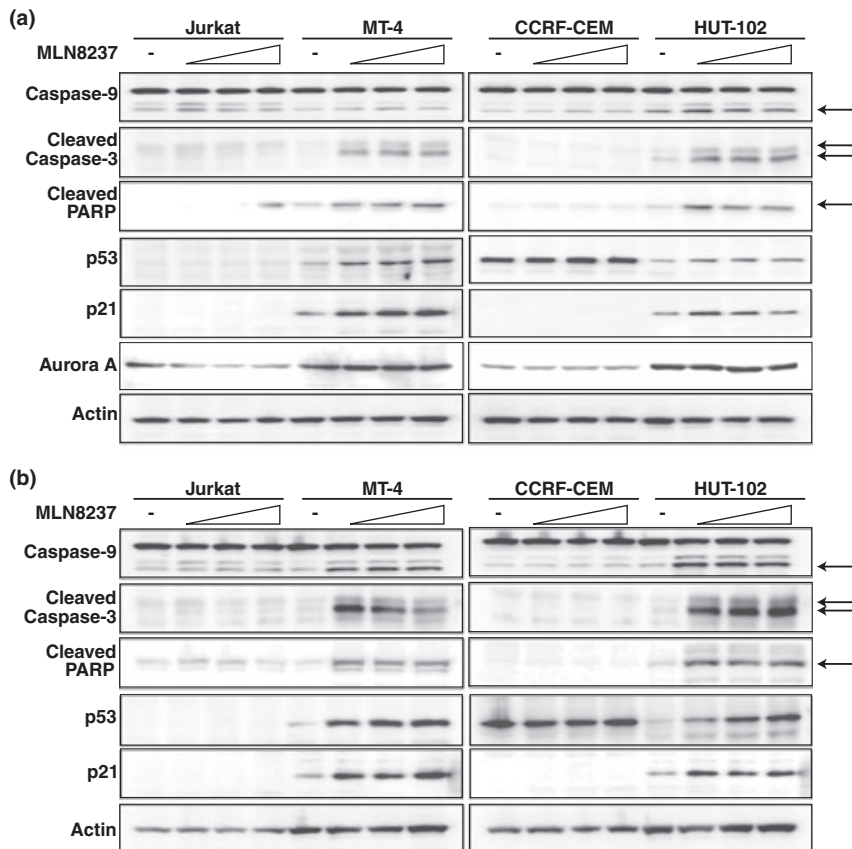 (a)
Jurkat MT-4 CCRF-CEM HUT-102
MLN8237 - - - -
Caspase-9
Cleaved
Caspase-3
Cleaved
PARP
p53
p21
Aurora A
Actin
(b)
Jurkat MT-4 CCRF-CEM HUT-102
MLN8237 - - - -
Caspase-9
Cleaved
Caspase-3
Cleaved
PARP
p53
p21
Actin